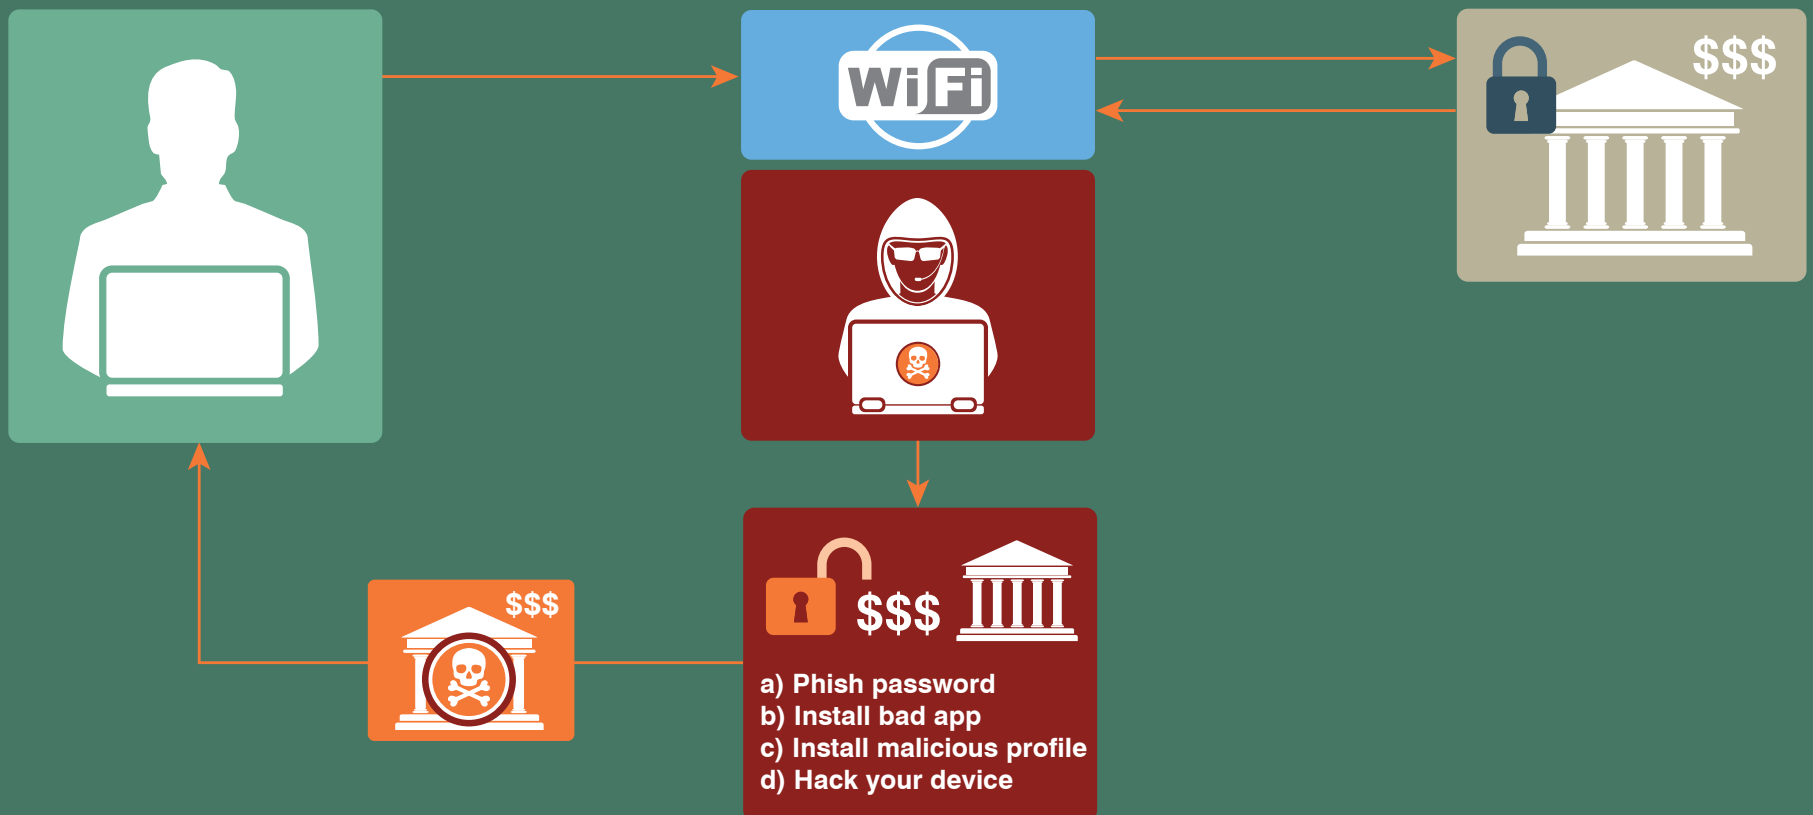 WiFi
$$$
$$$
$$$
a) Phish password
b) Install bad app
c) Install malicious profile
d) Hack your device